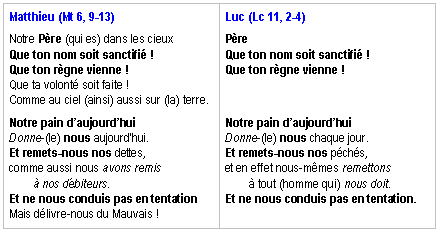 Matthieu (Mt 6, 9-13)
Notre Père (qui es) dans les cieux
Que ton nom soit sanctifié !
Que ton règne vienne !
Que ta volonté soit faite !
Comme au ciel (ainsi) aussi sur (la) terre.
Notre pain d'aujourd'hui
Donne-(le) nous aujourd'hui.
Et remets-nous nos dettes,
comme aussi nous avons remis
à nos débiteurs.
Et ne nous conduis pas en tentation
Mais délivre-nous du Mauvais !
Luc (Lc 11, 2-4)
Père
Que ton nom soit sanctifié !
Que ton règne vienne !
Notre pain d'aujourd'hui
Donne-(le) nous chaque jour.
Et remets-nous nos péchés,
et en effet nous-mêmes remettons
à tout (homme qui) nous doit.
Et ne nous conduis pas en tentation.